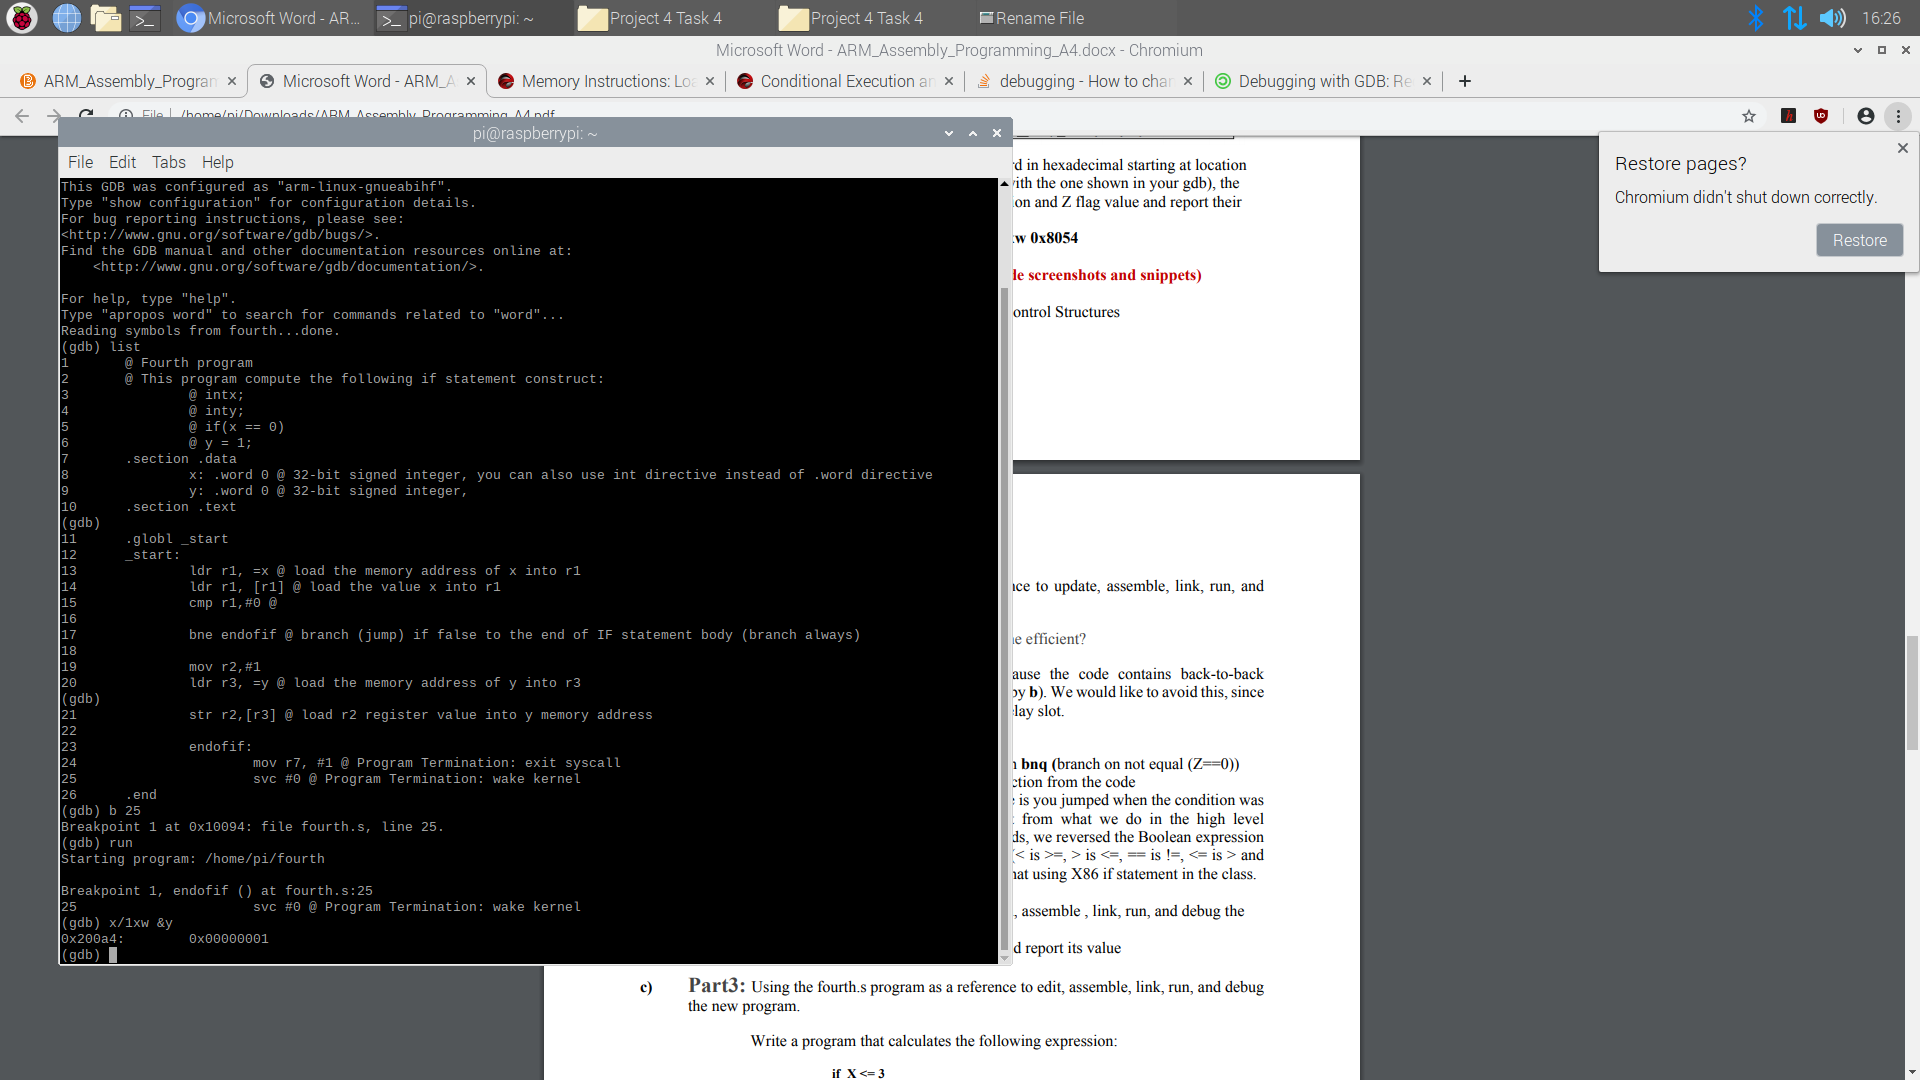 Microsoft Word - AR...
pi@raspberrypi: ~
Project 4 Task 4
Project 4 Task 4
Rename File
16:26
Microsoft Word - ARM_Assembly_Programming_A4.docx - Chromium
ARM_Assembly_Program
Microsoft Word - ARM_A
Memory Instructions: Loa
Conditional Execution an
debugging - How to chan
Debugging with GDB: Re
File
/home/pi/Downloads/ARM_Assembly_Programming_A4.pdf
pi@raspberrypi: ~
File Edit Tabs Help
This GDB was configured as "arm-linux-gnueabihf".
Type "show configuration" for configuration details.
For bug reporting instructions, please see:
<http://www.gnu.org/software/gdb/bugs/>.
Find the GDB manual and other documentation resources online at:
<http://www.gnu.org/software/gdb/documentation/>.
For help, type "help".
Type "apropos word" to search for commands related to "word"...
Reading symbols from fourth...done.
(gdb) list
1 @ Fourth program
2 @ This program compute the following if statement construct:
3 @ intx;
4 @ inty;
5 @ if(x == 0)
6 @ y = 1;
7 .section .data
8 x: .word 0 @ 32-bit signed integer, you can also use int directive instead of .word directive
9 y: .word 0 @ 32-bit signed integer,
10 .section .text
(gdb)
11 .globl _start
12 _start:
13 ldr r1, =x @ load the memory address of x into r1
14 ldr r1, [r1] @ load the value x into r1
15 cmp r1,#0 @
16
17 bne endofif @ branch (jump) if false to the end of IF statement body (branch always)
18
19 mov r2,#1
20 ldr r3, =y @ load the memory address of y into r3
(gdb)
21 str r2,[r3] @ load r2 register value into y memory address
22
23 endofif:
24 mov r7, #1 @ Program Termination: exit syscall
25 svc #0 @ Program Termination: wake kernel
26 .end
(gdb) b 25
Breakpoint 1 at 0x10094: file fourth.s, line 25.
(gdb) run
Starting program: /home/pi/fourth
Breakpoint 1, endofif () at fourth.s:25
25 svc #0 @ Program Termination: wake kernel
(gdb) x/1xw &y
0x200a4: 0x00000001
(gdb)
d in hexadecimal starting at location
ith the one shown in your gdb), the
on and Z flag value and report their
w 0x8054
de screenshots and snippets)
ontrol Structures
nce to update, assemble, link, run, and
e efficient?
ause the code contains back-to-back
by b). We would like to avoid this, since
lay slot.
bnq (branch on not equal (Z==0))
ction from the code
is you jumped when the condition was
from what we do in the high level
ds, we reversed the Boolean expression
(< is >=, > is <=, == is !=, <= is > and
hat using X86 if statement in the class.
, assemble , link, run, and debug the
d report its value
c) Part3: Using the fourth.s program as a reference to edit, assemble, link, run, and debug
the new program.
Write a program that calculates the following expression:
if X <= 3
Restore pages?
Chromium didn't shut down correctly.
Restore